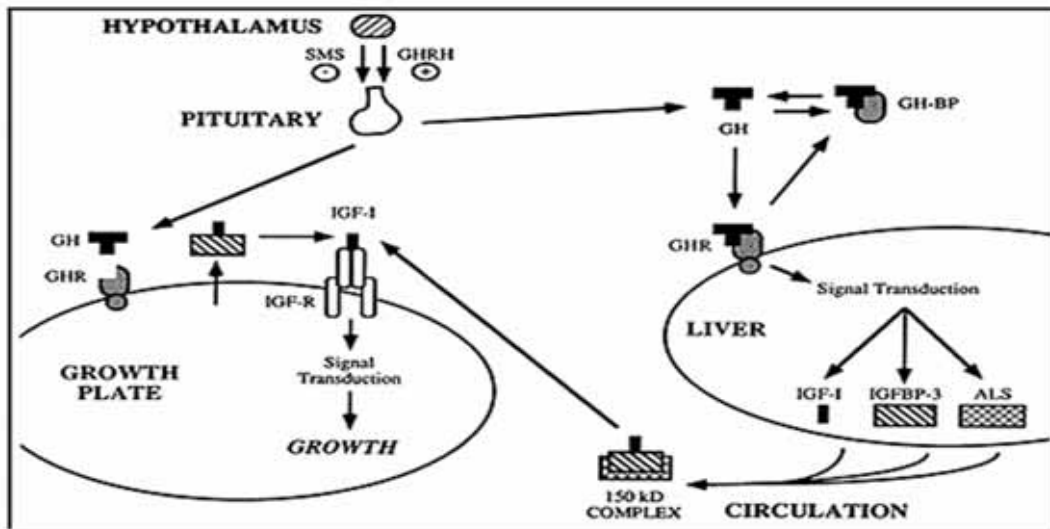 HYPOTHALAMUS
SMS
GHRH
-
+
PITUITARY
GH
GH-BP
IGF-I
GH
GHR
GHR
IGF-R
Signal Transduction
LIVER
GROWTH
PLATE
Signal
Transduction
GROWTH
IGF-I
IGFBP-3
ALS
150 kD
COMPLEX
CIRCULATION